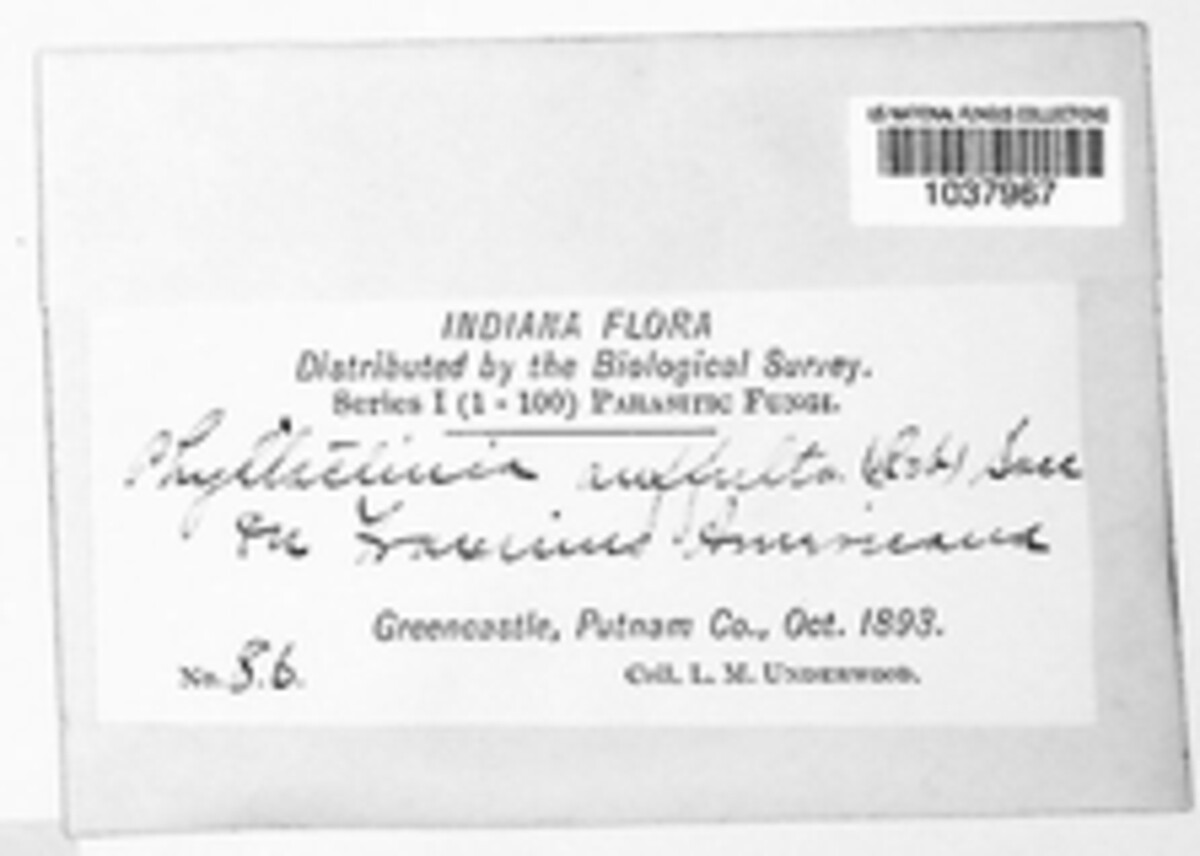 US NATIONAL FUNGUS COLLECTIONS
1037967
INDIANA FLORA
Distributed by the Biological Survey.
Series I (1 - 100) PARASITIC FUNGI.
Phyllactinia suffulta (Reb) Sacc
on Fraxinus Americana
Greencastle, Putnam Co., Oct. 1893.
No. 56.
Coll. L. M. UNDERWOOD.